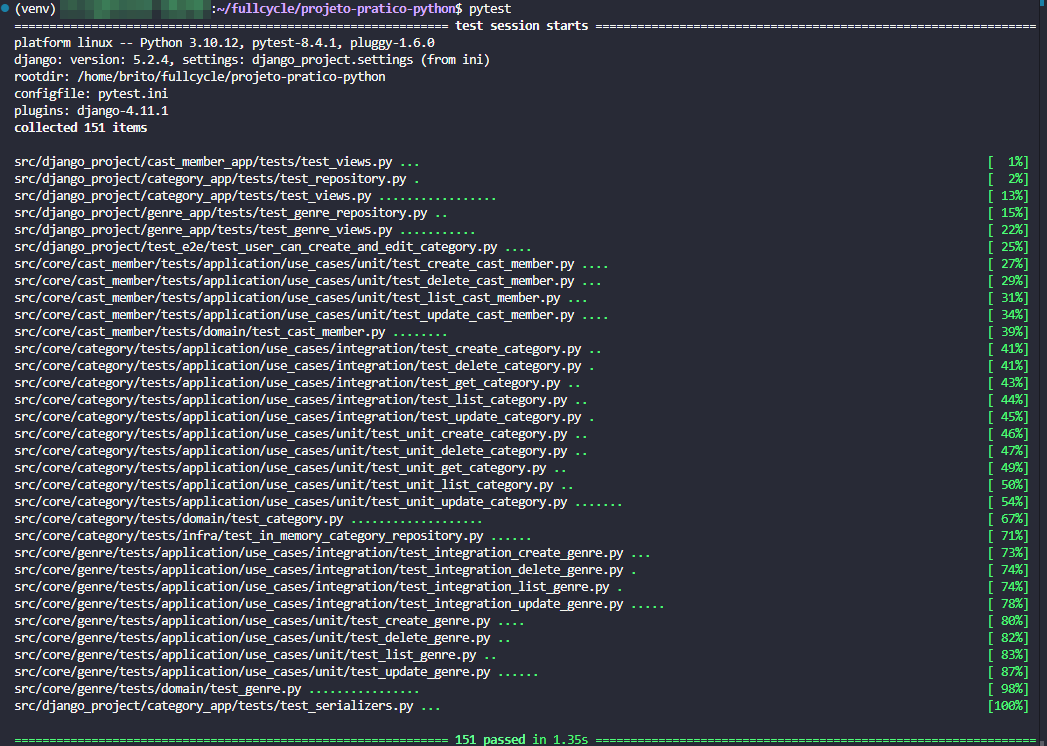 (venv) :~/fullcycle/projeto-pratico-python$ pytest
============================================================== test session starts ===============================================================
platform linux -- Python 3.10.12, pytest-8.4.1, pluggy-1.6.0
django: version: 5.2.4, settings: django_project.settings (from ini)
rootdir: /home/brito/fullcycle/projeto-pratico-python
configfile: pytest.ini
plugins: django-4.11.1
collected 151 items
src/django_project/cast_member_app/tests/test_views.py ... [  1%]
src/django_project/category_app/tests/test_repository.py . [  2%]
src/django_project/category_app/tests/test_views.py ................. [ 13%]
src/django_project/genre_app/tests/test_genre_repository.py .. [ 15%]
src/django_project/genre_app/tests/test_genre_views.py ........... [ 22%]
src/django_project/test_e2e/test_user_can_create_and_edit_category.py .... [ 25%]
src/core/cast_member/tests/application/use_cases/unit/test_create_cast_member.py .... [ 27%]
src/core/cast_member/tests/application/use_cases/unit/test_delete_cast_member.py ... [ 29%]
src/core/cast_member/tests/application/use_cases/unit/test_list_cast_member.py ... [ 31%]
src/core/cast_member/tests/application/use_cases/unit/test_update_cast_member.py .... [ 34%]
src/core/cast_member/tests/domain/test_cast_member.py ........ [ 39%]
src/core/category/tests/application/use_cases/integration/test_create_category.py .. [ 41%]
src/core/category/tests/application/use_cases/integration/test_delete_category.py . [ 41%]
src/core/category/tests/application/use_cases/integration/test_get_category.py .. [ 43%]
src/core/category/tests/application/use_cases/integration/test_list_category.py .. [ 44%]
src/core/category/tests/application/use_cases/integration/test_update_category.py . [ 45%]
src/core/category/tests/application/use_cases/unit/test_unit_create_category.py .. [ 46%]
src/core/category/tests/application/use_cases/unit/test_unit_delete_category.py .. [ 47%]
src/core/category/tests/application/use_cases/unit/test_unit_get_category.py .. [ 49%]
src/core/category/tests/application/use_cases/unit/test_unit_list_category.py .. [ 50%]
src/core/category/tests/application/use_cases/unit/test_unit_update_category.py ....... [ 54%]
src/core/category/tests/domain/test_category.py ................... [ 67%]
src/core/category/tests/infra/test_in_memory_category_repository.py ...... [ 71%]
src/core/genre/tests/application/use_cases/integration/test_integration_create_genre.py ... [ 73%]
src/core/genre/tests/application/use_cases/integration/test_integration_delete_genre.py . [ 74%]
src/core/genre/tests/application/use_cases/integration/test_integration_list_genre.py . [ 74%]
src/core/genre/tests/application/use_cases/integration/test_integration_update_genre.py ..... [ 78%]
src/core/genre/tests/application/use_cases/unit/test_create_genre.py .... [ 80%]
src/core/genre/tests/application/use_cases/unit/test_delete_genre.py .. [ 82%]
src/core/genre/tests/application/use_cases/unit/test_list_genre.py .. [ 83%]
src/core/genre/tests/application/use_cases/unit/test_update_genre.py ...... [ 87%]
src/core/genre/tests/domain/test_genre.py ................ [ 98%]
src/django_project/category_app/tests/test_serializers.py ... [100%]
============================================================== 151 passed in 1.35s ===============================================================